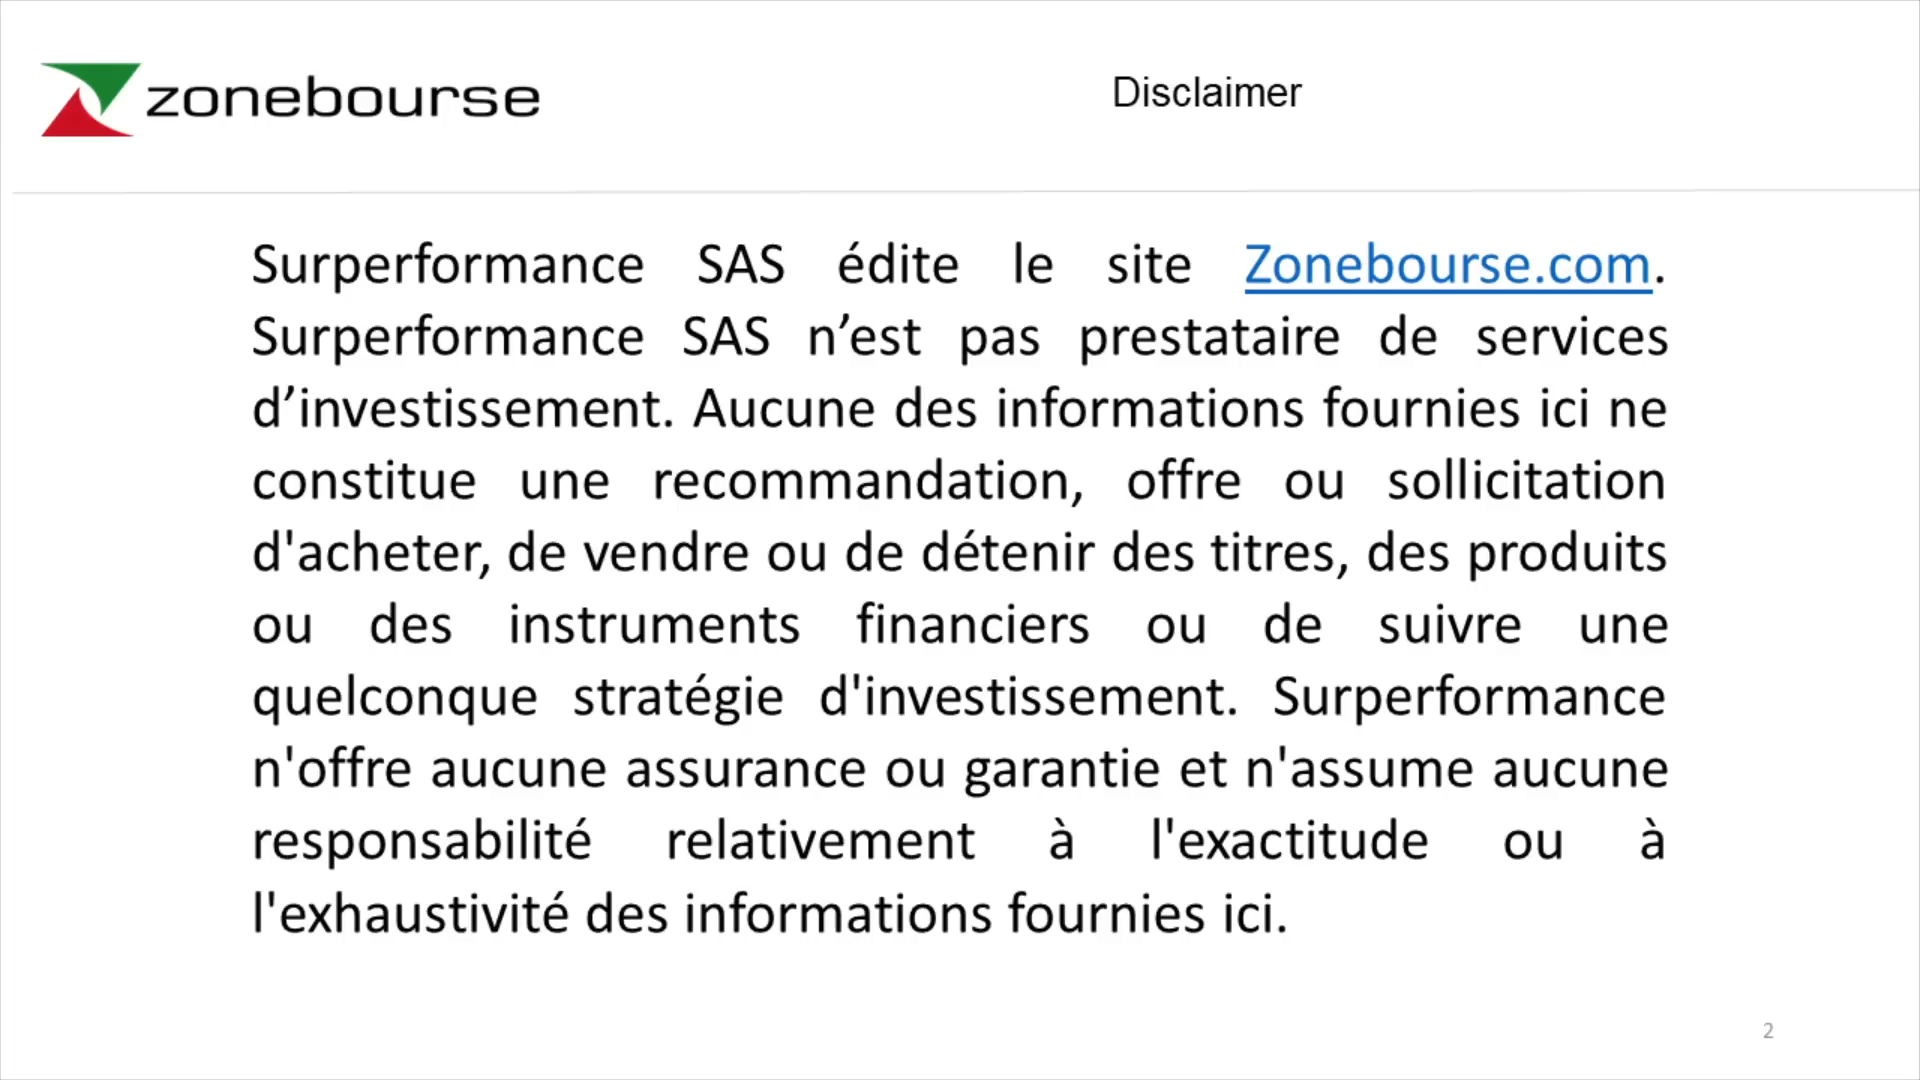 zonebourse
Disclaimer
Surperformance SAS édite le site Zonebourse.com.
Surperformance SAS n’est pas prestataire de services
d’investissement. Aucune des informations fournies ici ne
constitue une recommandation, offre ou sollicitation
d'acheter, de vendre ou de détenir des titres, des produits
ou des instruments financiers ou de suivre une
quelconque stratégie d'investissement. Surperformance
n'offre aucune assurance ou garantie et n'assume aucune
responsabilité relativement à l'exactitude ou à
l'exhaustivité des informations fournies ici.
2